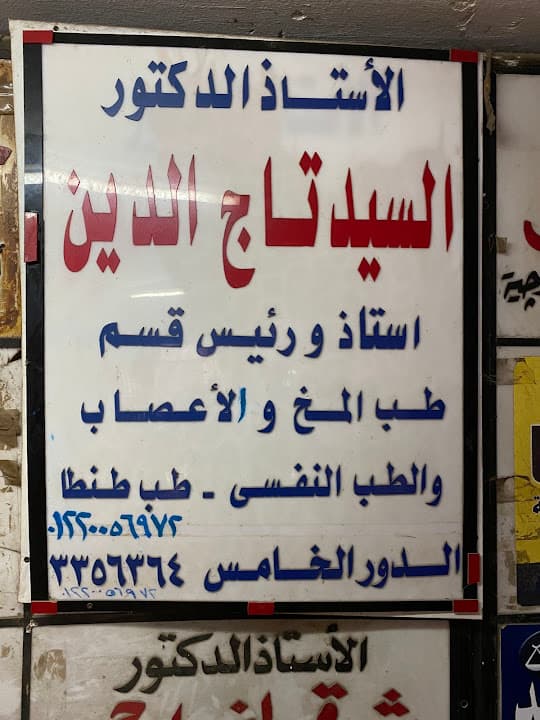 الأستاذ الدكتور
السيد تاج الدين
استاذ ورئيس قسم
طب المخ والأعصاب
والطب النفسى - طب طنطا
٠١٢٢٠٠٥٦٩٧٢
الدور الخامس ٣٣٥٦٣٦٤
٠١٢٢٠٠٥٦٩٧٢
الأستاذ الدكتور